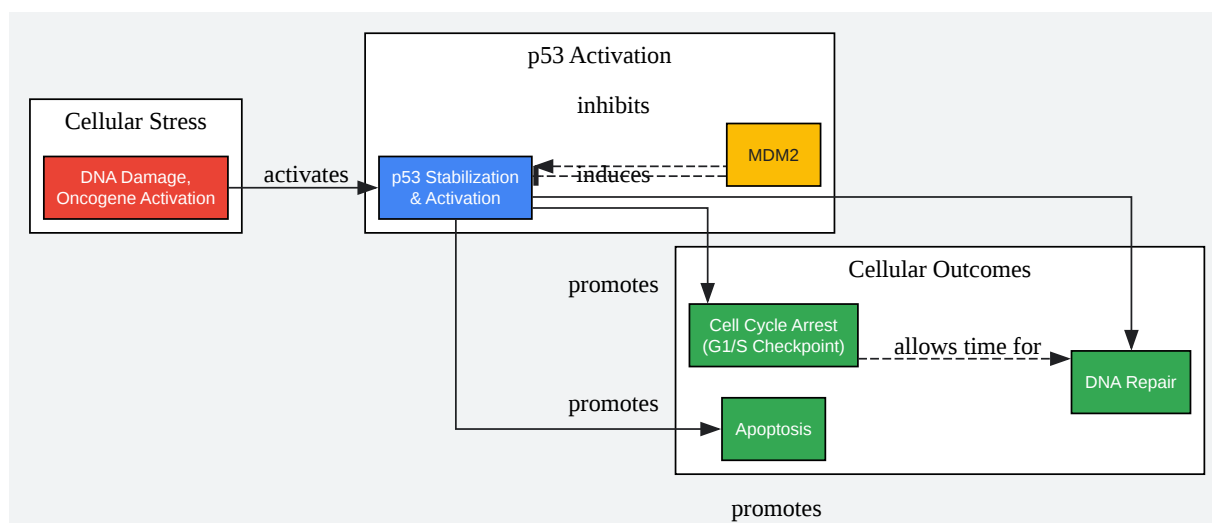 p53 Activation
inhibits
Cellular Stress
MDM2
DNA Damage,
Oncogene Activation
activates
p53 Stabilization
& Activation
induces
Cellular Outcomes
promotes
Cell Cycle Arrest
(G1/S Checkpoint)
allows time for
DNA Repair
promotes
Apoptosis
promotes